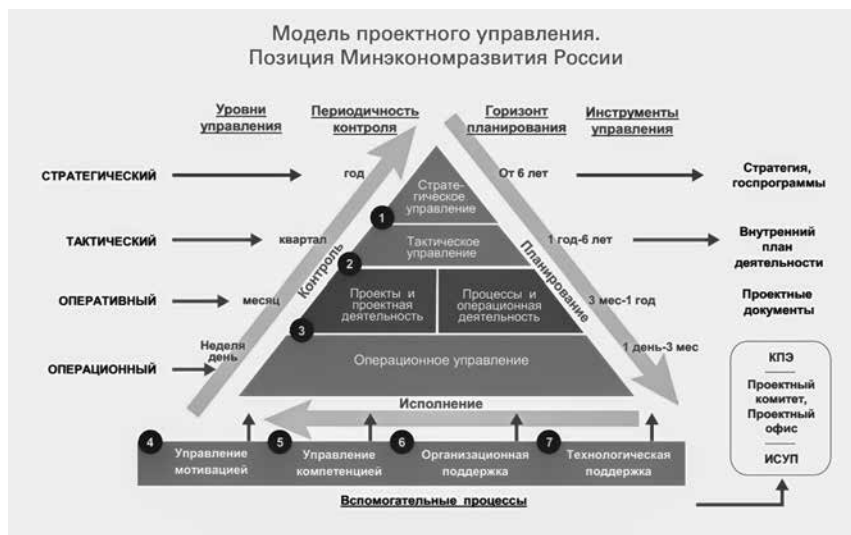 Модель проектного управления.
Позиция Минэкономразвития России
Уровни
управления
Периодичность
контроля
Горизонт
планирования
Инструменты
управления
СТРАТЕГИЧЕСКИЙ
год
Страте-
гическое
управление
От 6 лет
Стратегия,
госпрограммы
1
ТАКТИЧЕСКИЙ
квартал
Тактическое
управление
1 год-6 лет
Внутренний
план
деятельности
2
Контроль
Планирование
ОПЕРАТИВНЫЙ
месяц
Проекты и
проектная
деятельность
Процессы и
операционная
деятельность
3 мес-1 год
Проектные
документы
3
ОПЕРАЦИОННЫЙ
Неделя
день
Операционное управление
1 день-3 мес
КПЭ
Проектный
комитет,
Проектный
офис
ИСУП
Исполнение
4
Управление
мотивацией
5
Управление
компетенцией
6
Организационная
поддержка
7
Технологическая
поддержка
Вспомогательные процессы